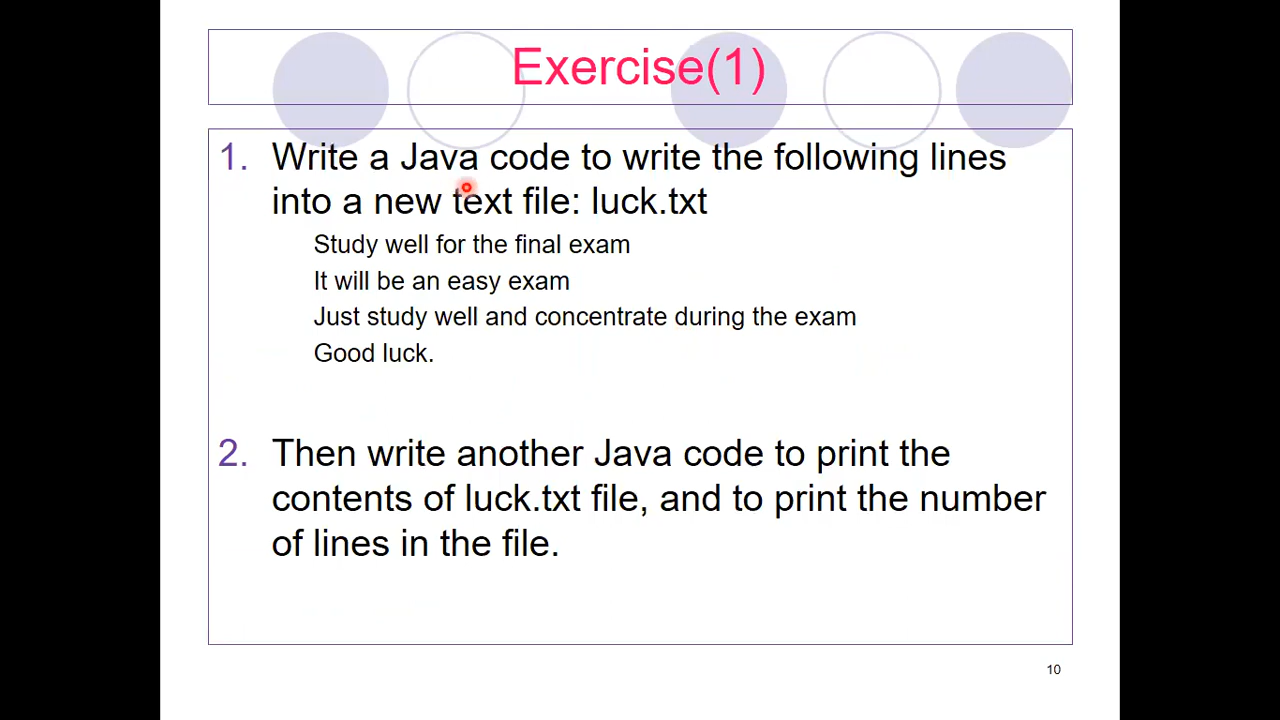 Exercise(1)
1. Write a Java code to write the following lines
into a new text file: luck.txt
Study well for the final exam
It will be an easy exam
Just study well and concentrate during the exam
Good luck.
2. Then write another Java code to print the
contents of luck.txt file, and to print the number
of lines in the file.
10